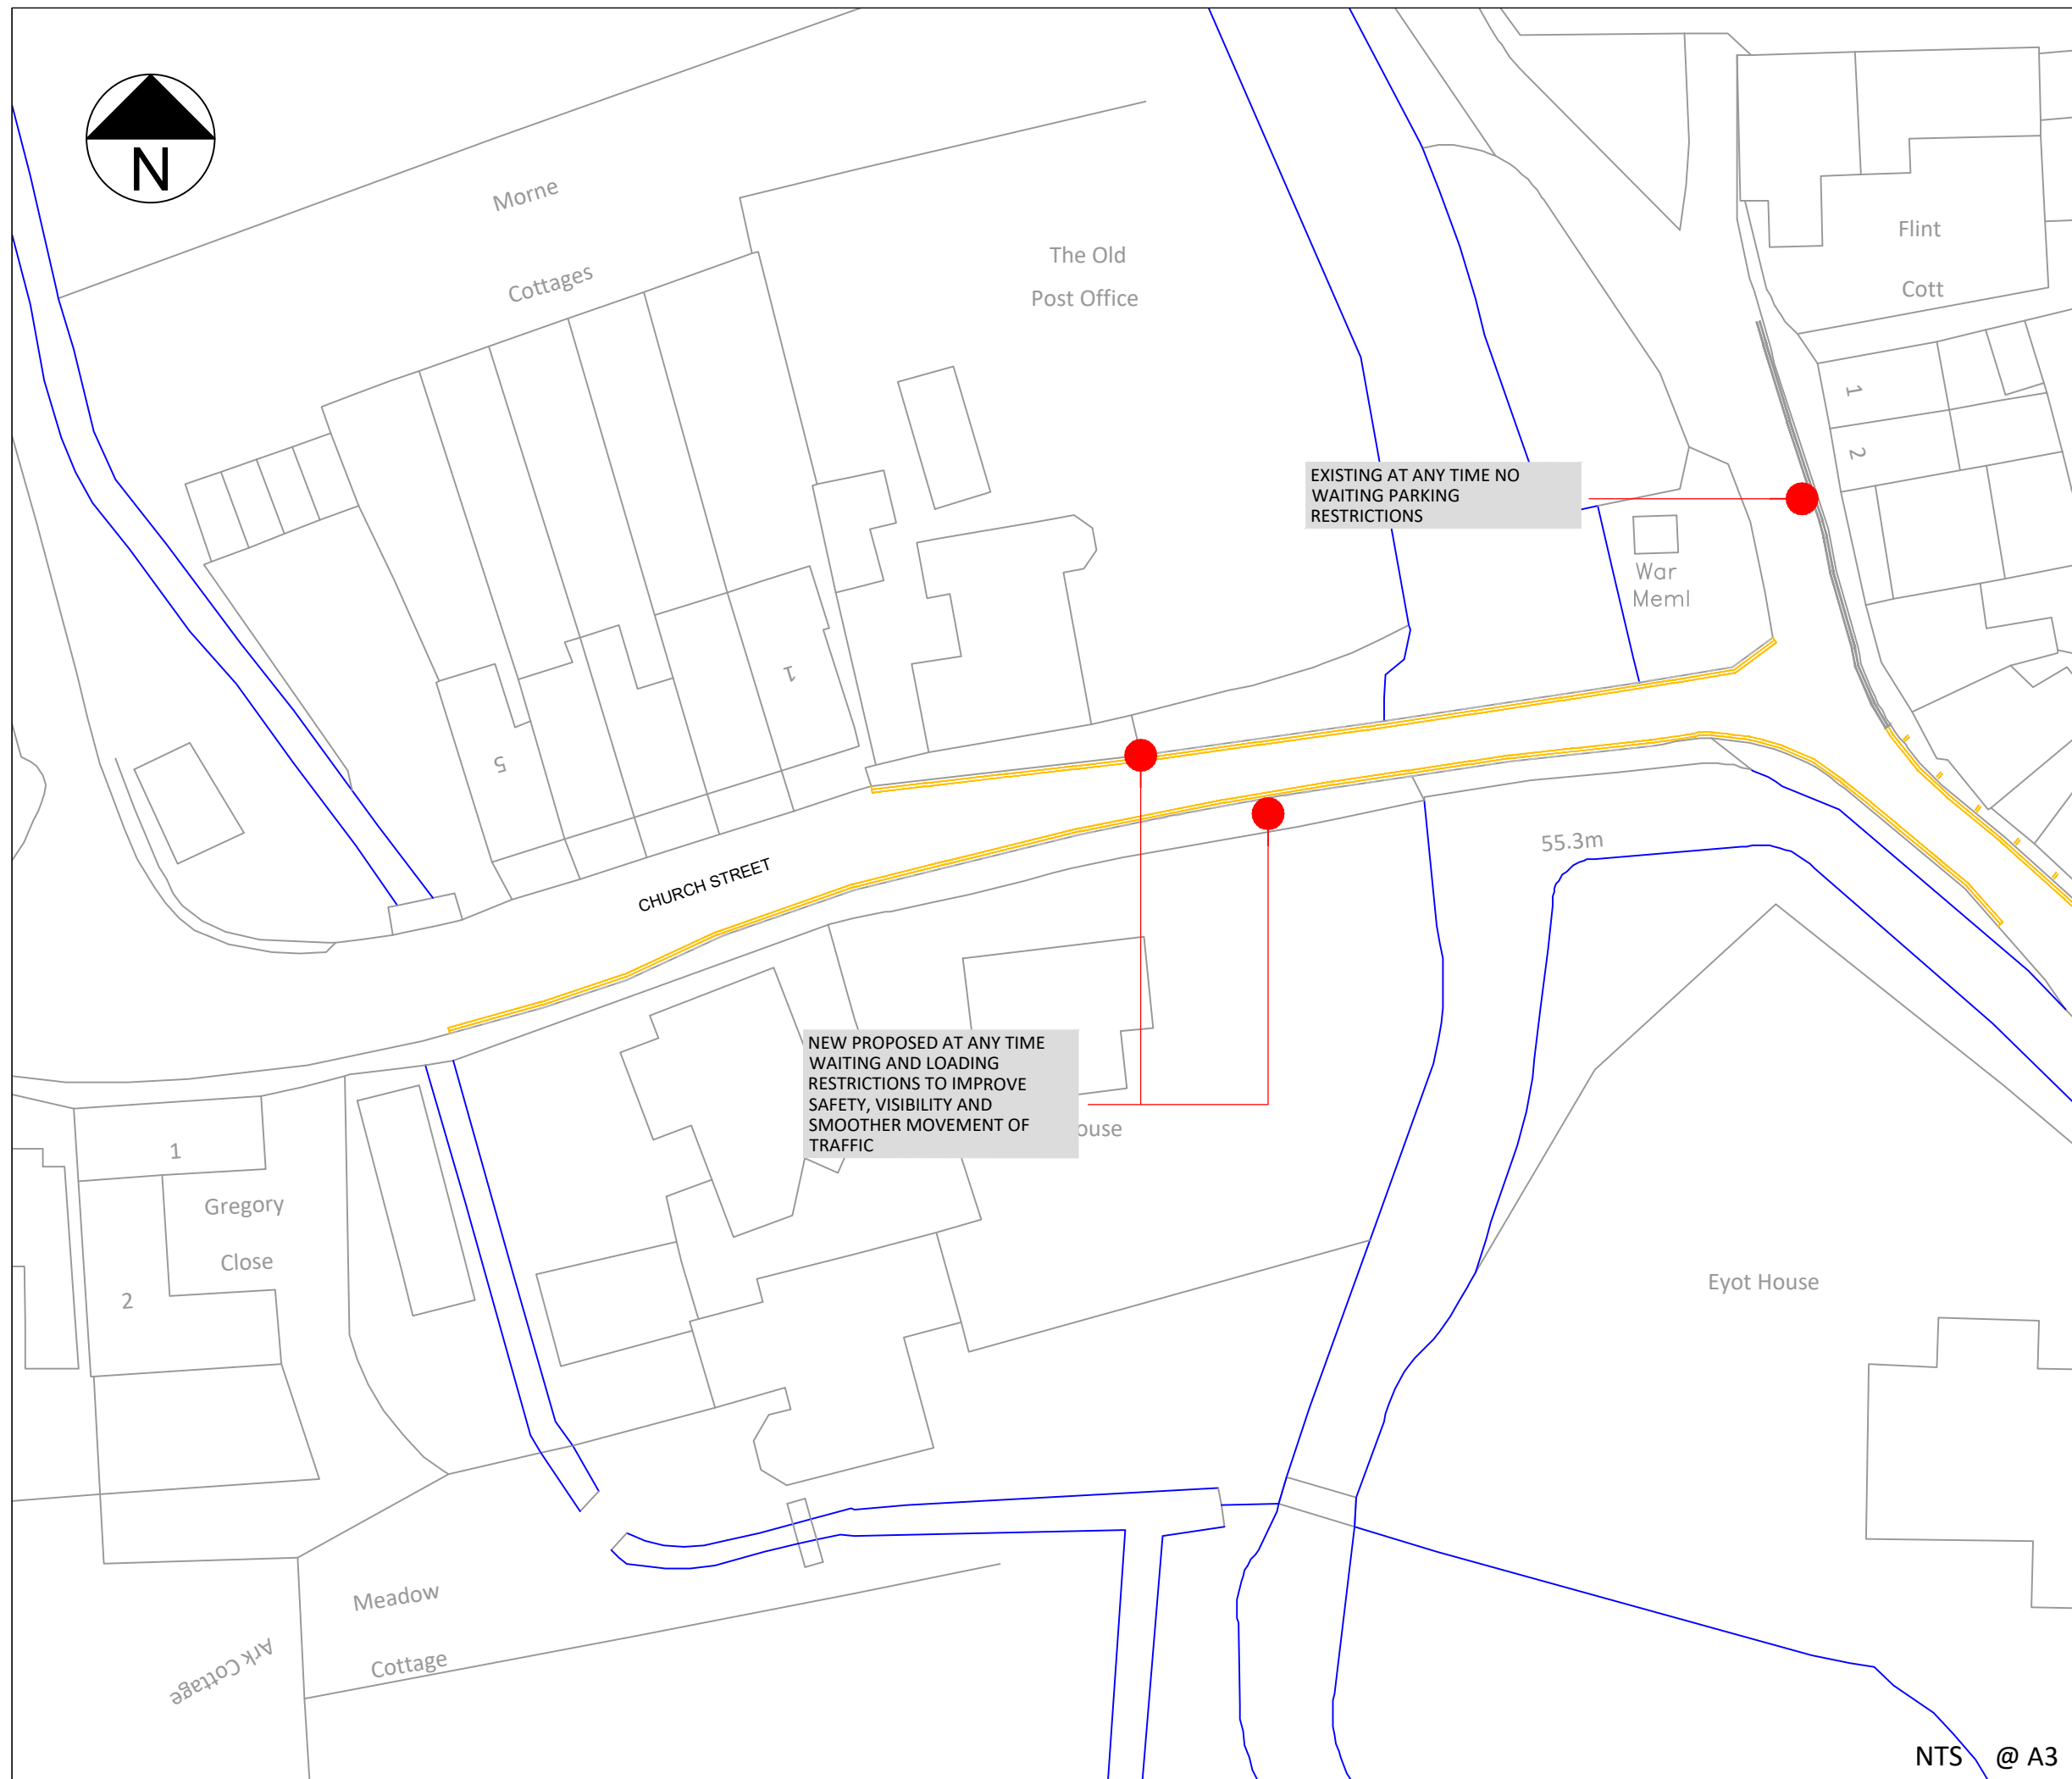 N
Morne
Cottages
The Old
Post Office
Flint
Cott
1
2
EXISTING AT ANY TIME NO
WAITING PARKING
RESTRICTIONS
War
Meml
1
5
CHURCH STREET
55.3m
NEW PROPOSED AT ANY TIME
WAITING AND LOADING
RESTRICTIONS TO IMPROVE
SAFETY, VISIBILITY AND
SMOOTHER MOVEMENT OF
TRAFFIC
ouse
1
Gregory
Close
2
Eyot House
Meadow
Cottage
Ark Cottage
NTS @ A3